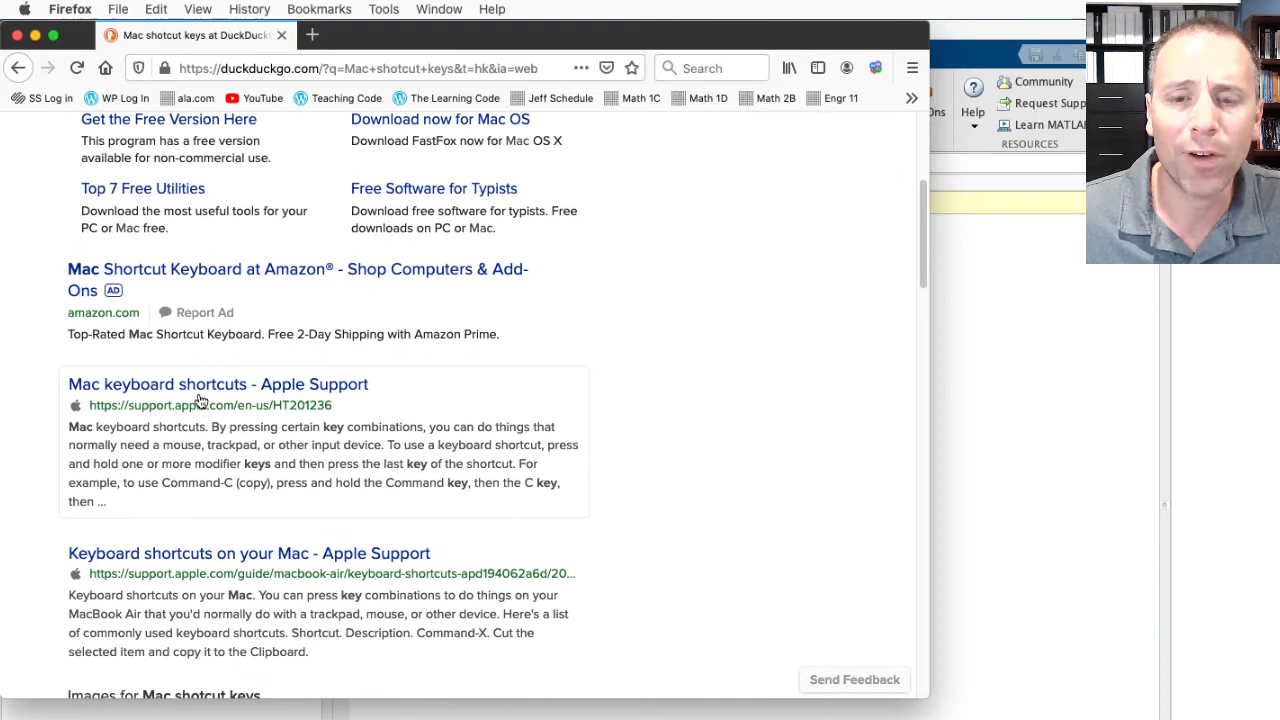 Firefox File Edit View History Bookmarks Tools Window Help
Mac shotcut keys at DuckDuck
https://duckduckgo.com/?q=Mac+shotcut+keys&t=hk&ia=web
Search
SS Log in WP Log In ala.com YouTube Teaching Code The Learning Code Jeff Schedule Math 1C Math 1D Math 2B Engr 11
Get the Free Version Here
This program has a free version
available for non-commercial use.
Download now for Mac OS
Download FastFox now for Mac OS X
Top 7 Free Utilities
Download the most useful tools for your
PC or Mac free.
Free Software for Typists
Download free software for typists. Free
downloads on PC or Mac.
Mac Shortcut Keyboard at Amazon® - Shop Computers & Add-
Ons AD
amazon.com Report Ad
Top-Rated Mac Shortcut Keyboard. Free 2-Day Shipping with Amazon Prime.
Mac keyboard shortcuts - Apple Support
https://support.apple.com/en-us/HT201236
Mac keyboard shortcuts. By pressing certain key combinations, you can do things that
normally need a mouse, trackpad, or other input device. To use a keyboard shortcut, press
and hold one or more modifier keys and then press the last key of the shortcut. For
example, to use Command-C (copy), press and hold the Command key, then the C key,
then ...
Keyboard shortcuts on your Mac - Apple Support
https://support.apple.com/guide/macbook-air/keyboard-shortcuts-apd194062a6d/20...
Keyboard shortcuts on your Mac. You can press key combinations to do things on your
MacBook Air that you'd normally do with a trackpad, mouse, or other device. Here's a list
of commonly used keyboard shortcuts. Shortcut. Description. Command-X. Cut the
selected item and copy it to the Clipboard.
Images for Mac shotcut keys
Send Feedback
ons
Help
Community
Request Supp
Learn MATLA
RESOURCES